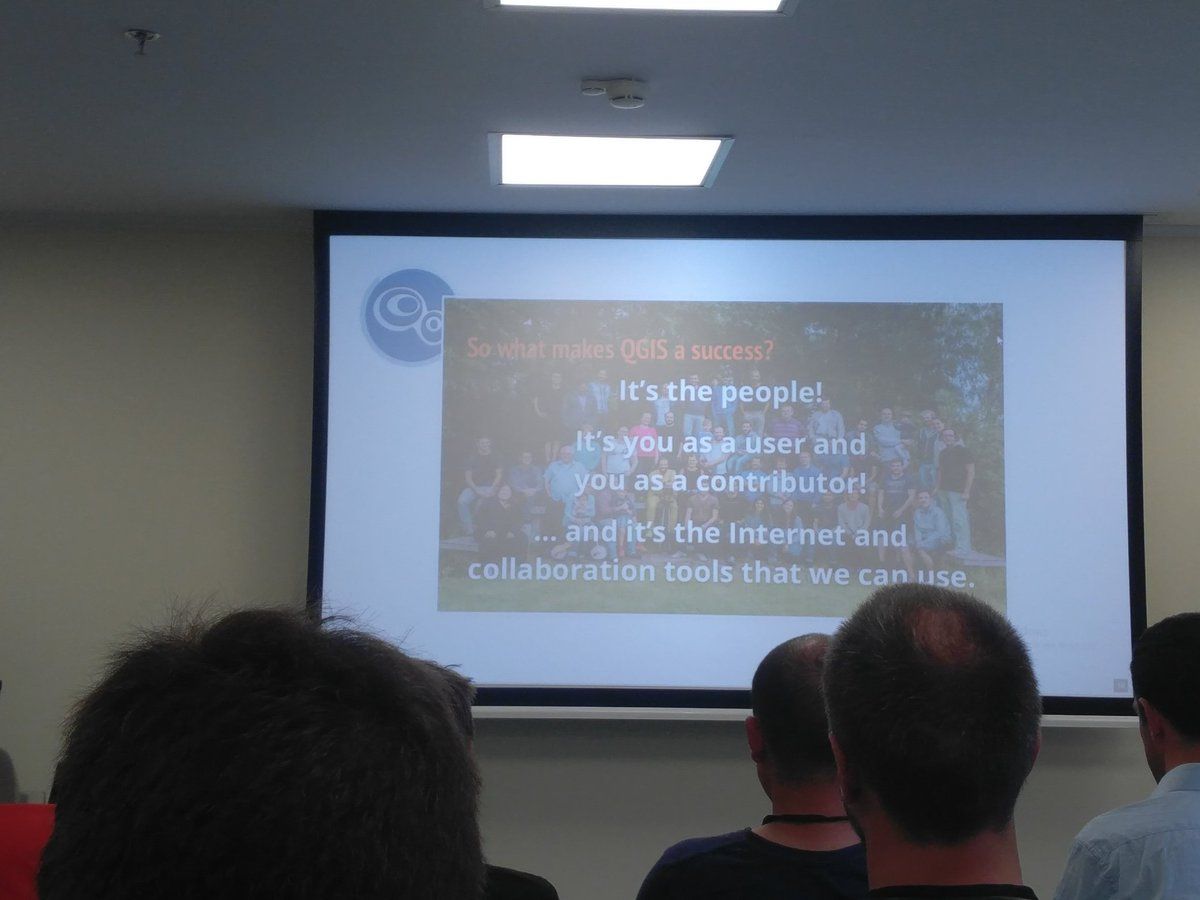 So what makes QGIS a success?
It's the people!
It's you as a user and
you as a contributor!
... and it's the Internet and
collaboration tools that we can use.